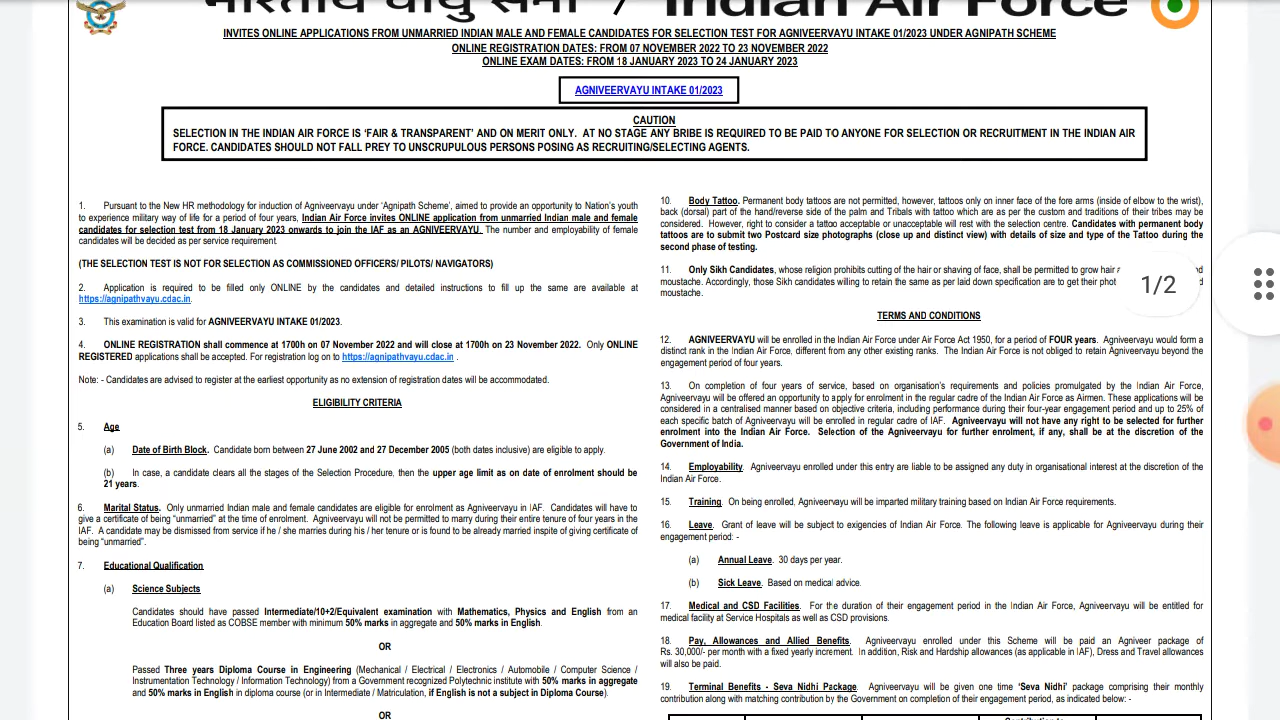 भारतीय वायु सेना / Indian Air Force
INVITES ONLINE APPLICATIONS FROM UNMARRIED INDIAN MALE AND FEMALE CANDIDATES FOR SELECTION TEST FOR AGNIVEERVAYU INTAKE 01/2023 UNDER AGNIPATH SCHEME
ONLINE REGISTRATION DATES: FROM 07 NOVEMBER 2022 TO 23 NOVEMBER 2022
ONLINE EXAM DATES: FROM 18 JANUARY 2023 TO 24 JANUARY 2023
AGNIVEERVAYU INTAKE 01/2023
CAUTION
SELECTION IN THE INDIAN AIR FORCE IS ‘FAIR & TRANSPARENT’ AND ON MERIT ONLY. AT NO STAGE ANY BRIBE IS REQUIRED TO BE PAID TO ANYONE FOR SELECTION OR RECRUITMENT IN THE INDIAN AIR
FORCE. CANDIDATES SHOULD NOT FALL PREY TO UNSCRUPULOUS PERSONS POSING AS RECRUITING/SELECTING AGENTS.
1. Pursuant to the New HR methodology for induction of Agniveervayu under ‘Agnipath Scheme’, aimed to provide an opportunity to Nation’s youth
to experience military way of life for a period of four years, Indian Air Force invites ONLINE application from unmarried Indian male and female
candidates for selection test from 18 January 2023 onwards to join the IAF as an AGNIVEERVAYU. The number and employability of female
candidates will be decided as per service requirement.
(THE SELECTION TEST IS NOT FOR SELECTION AS COMMISSIONED OFFICERS/ PILOTS/ NAVIGATORS)
2. Application is required to be filled only ONLINE by the candidates and detailed instructions to fill up the same are available at
https://agnipathvayu.cdac.in.
3. This examination is valid for AGNIVEERVAYU INTAKE 01/2023.
4. ONLINE REGISTRATION shall commence at 1700h on 07 November 2022 and will close at 1700h on 23 November 2022. Only ONLINE
REGISTERED applications shall be accepted. For registration log on to https://agnipathvayu.cdac.in .
Note: - Candidates are advised to register at the earliest opportunity as no extension of registration dates will be accommodated.
ELIGIBILITY CRITERIA
5. Age
(a) Date of Birth Block. Candidate born between 27 June 2002 and 27 December 2005 (both dates inclusive) are eligible to apply.
(b) In case, a candidate clears all the stages of the Selection Procedure, then the upper age limit as on date of enrolment should be
21 years.
6. Marital Status. Only unmarried Indian male and female candidates are eligible for enrolment as Agniveervayu in IAF. Candidates will have to
give a certificate of being “unmarried” at the time of enrolment. Agniveervayu will not be permitted to marry during their entire tenure of four years in the
IAF. A candidate may be dismissed from service if he / she marries during his / her tenure or is found to be already married inspite of giving certificate of
being “unmarried”.
7. Educational Qualification
(a) Science Subjects
Candidates should have passed Intermediate/10+2/Equivalent examination with Mathematics, Physics and English from an
Education Board listed as COBSE member with minimum 50% marks in aggregate and 50% marks in English.
OR
Passed Three years Diploma Course in Engineering (Mechanical / Electrical / Electronics / Automobile / Computer Science /
Instrumentation Technology / Information Technology) from a Government recognized Polytechnic institute with 50% marks in aggregate
and 50% marks in English in diploma course (or in Intermediate / Matriculation, if English is not a subject in Diploma Course).
OR
10. Body Tattoo. Permanent body tattoos are not permitted, however, tattoos only on inner face of the fore arms (inside of elbow to the wrist),
back (dorsal) part of the hand/reverse side of the palm and Tribals with tattoo which are as per the custom and traditions of their tribes may be
considered. However, right to consider a tattoo acceptable or unacceptable will rest with the selection centre. Candidates with permanent body
tattoos are to submit two Postcard size photographs (close up and distinct view) with details of size and type of the Tattoo during the
second phase of testing.
11. Only Sikh Candidates, whose religion prohibits cutting of the hair or shaving of face, shall be permitted to grow hair
moustache. Accordingly, those Sikh candidates willing to retain the same as per laid down specification are to get their
moustache.
1/2
TERMS AND CONDITIONS
12. AGNIVEERVAYU will be enrolled in the Indian Air Force under Air Force Act 1950, for a period of FOUR years. Agniveervayu would form a
distinct rank in the Indian Air Force, different from any other existing ranks. The Indian Air Force is not obliged to retain Agniveervayu beyond the
engagement period of four years.
13. On completion of four years of service, based on organisation’s requirements and policies promulgated by the Indian Air Force,
Agniveervayu will be offered an opportunity to apply for enrolment in the regular cadre of the Indian Air Force as Airmen. These applications will be
considered in a centralised manner based on objective criteria, including performance during their four-year engagement period and up to 25% of
each specific batch of Agniveervayu will be enrolled in regular cadre of IAF. Agniveervayu will not have any right to be selected for further
enrolment into the Indian Air Force. Selection of the Agniveervayu for further enrolment, if any, shall be at the discretion of the
Government of India.
14. Employability. Agniveervayu enrolled under this entry are liable to be assigned any duty in organisational interest at the discretion of the
Indian Air Force.
15. Training. On being enrolled, Agniveervayu will be imparted military training based on Indian Air Force requirements.
16. Leave. Grant of leave will be subject to exigencies of Indian Air Force. The following leave is applicable for Agniveervayu during their
engagement period: -
(a) Annual Leave. 30 days per year.
(b) Sick Leave. Based on medical advice.
17. Medical and CSD Facilities. For the duration of their engagement period in the Indian Air Force, Agniveervayu will be entitled for
medical facility at Service Hospitals as well as CSD provisions.
18. Pay, Allowances and Allied Benefits. Agniveervayu enrolled under this Scheme will be paid an Agniveer package of
Rs. 30,000/- per month with a fixed yearly increment. In addition, Risk and Hardship allowances (as applicable in IAF), Dress and Travel allowances
will also be paid.
19. Terminal Benefits - Seva Nidhi Package. Agniveervayu will be given one time ‘Seva Nidhi’ package comprising their monthly
contribution along with matching contribution by the Government on completion of their engagement period, as indicated below: -
Contribution to